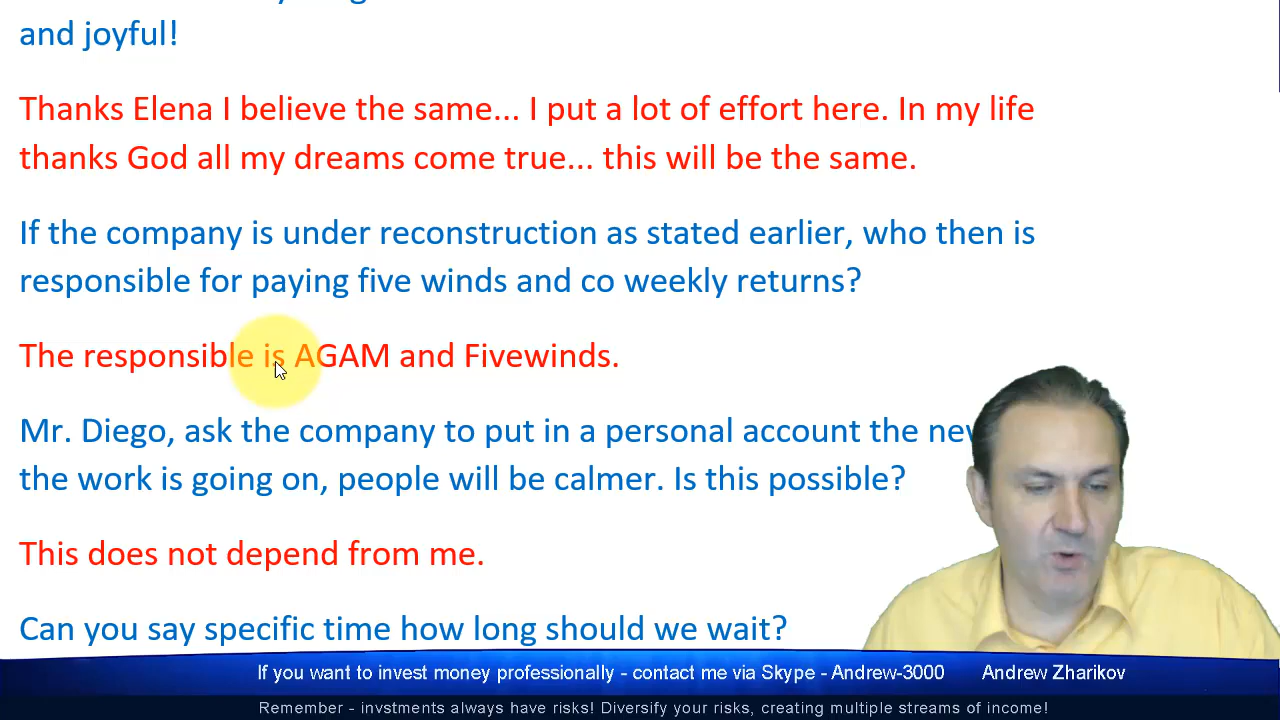 and joyful!
Thanks Elena I believe the same... I put a lot of effort here. In my life
thanks God all my dreams come true... this will be the same.
If the company is under reconstruction as stated earlier, who then is
responsible for paying five winds and co weekly returns?
The responsible is AGAM and Fivewinds.
Mr. Diego, ask the company to put in a personal account the
the work is going on, people will be calmer. Is this possible?
This does not depend from me.
Can you say specific time how long should we wait?
If you want to invest money professionally - contact me via Skype - Andrew-3000 Andrew Zharikov
Remember - invstments always have risks! Diversify your risks, creating multiple streams of income!